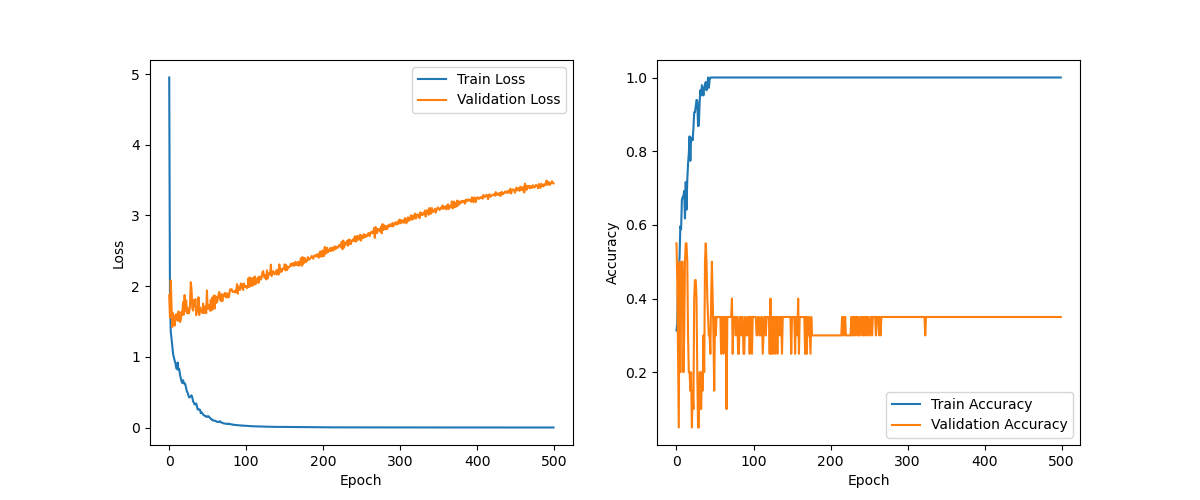 5
4
3
2
1
0
0 100 200 300 400 500
Loss
Epoch
Train Loss
Validation Loss
1.0
0.8
0.6
0.4
0.2
0 100 200 300 400 500
Accuracy
Epoch
Train Accuracy
Validation Accuracy